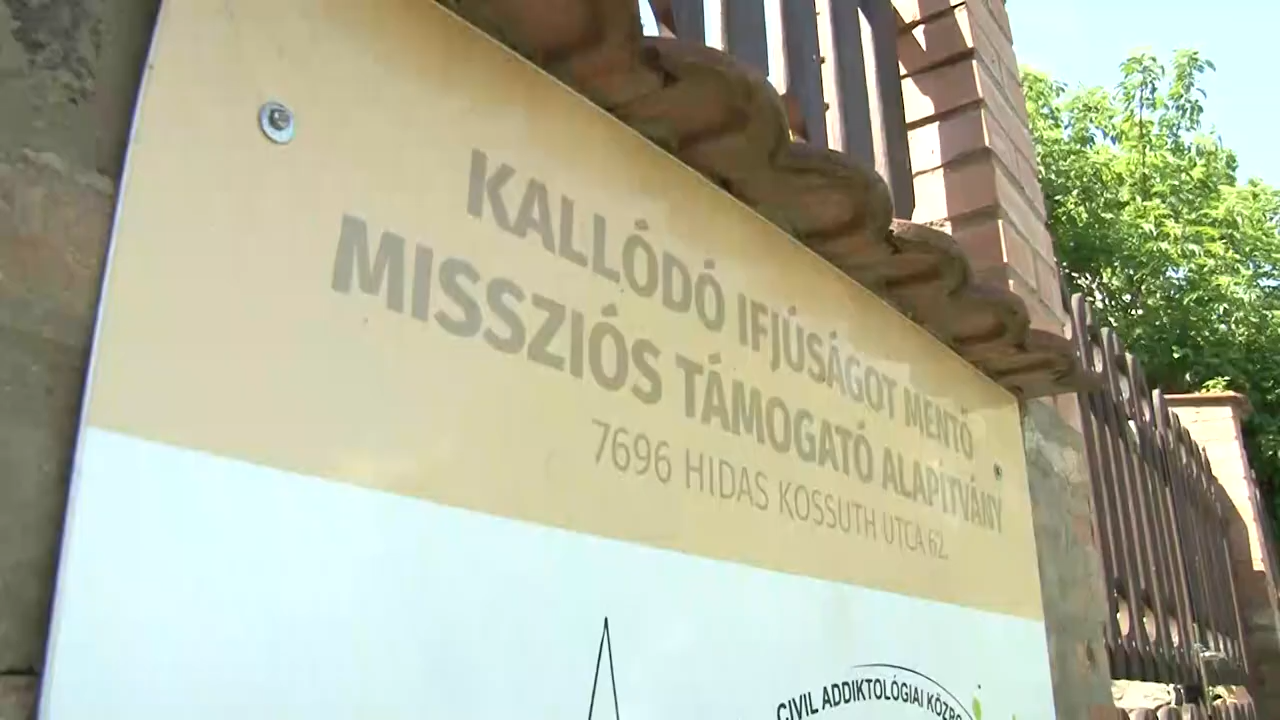 KALLÓDÓ IFJÚSÁGOT MENTŐ
MISSZIÓS TÁMOGATÓ ALAPÍTVÁNY
7696 HIDAS KOSSUTH UTCA 62.
CIVIL ADDIKTOLÓGIAI